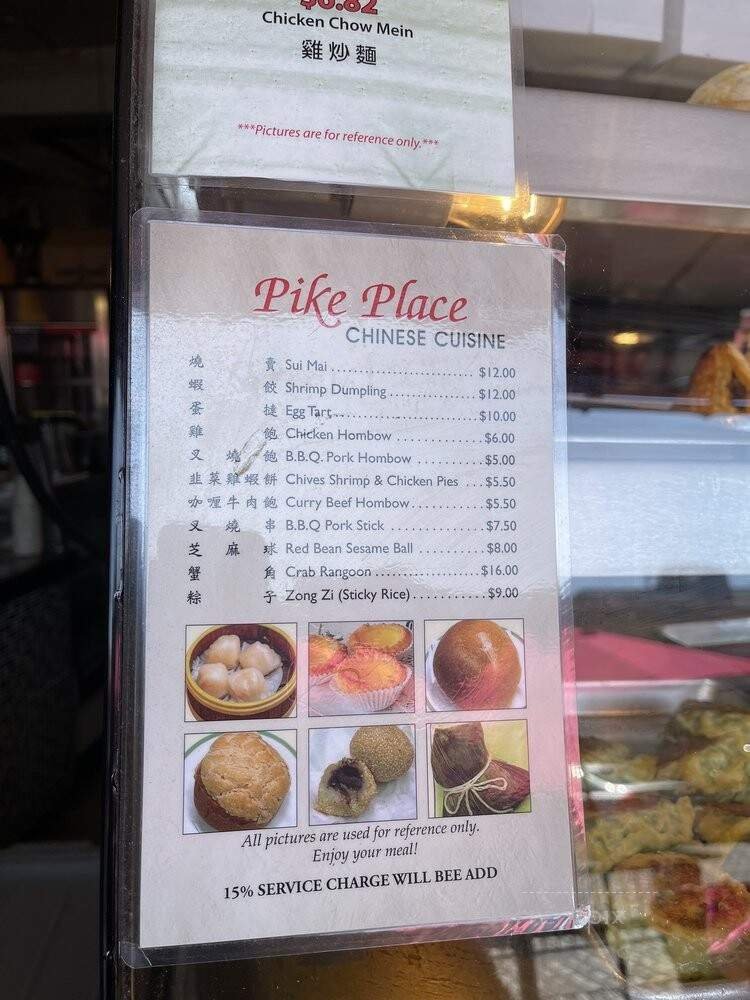 $6.82
Chicken Chow Mein
雞炒麵
***Pictures are for reference only.***
Pike Place
CHINESE CUISINE
燒賣 Sui Mai ........................ $12.00
蝦餃 Shrimp Dumpling ............... $12.00
蛋撻 Egg Tart ........................ $10.00
雞飽 Chicken Hombow ............. $6.00
叉燒飽 B.B.Q. Pork Hombow ......... $5.00
韭菜雞蝦餅 Chives Shrimp & Chicken Pies ... $5.50
咖喱牛肉飽 Curry Beef Hombow ........... $5.50
叉燒串 B.B.Q Pork Stick ............... $7.50
芝麻球 Red Bean Sesame Ball .......... $8.00
蟹角 Crab Rangoon .................. $16.00
粽子 Zong Zi (Sticky Rice) ............ $9.00
All pictures are used for reference only.
Enjoy your meal!
15% SERVICE CHARGE WILL BEE ADD